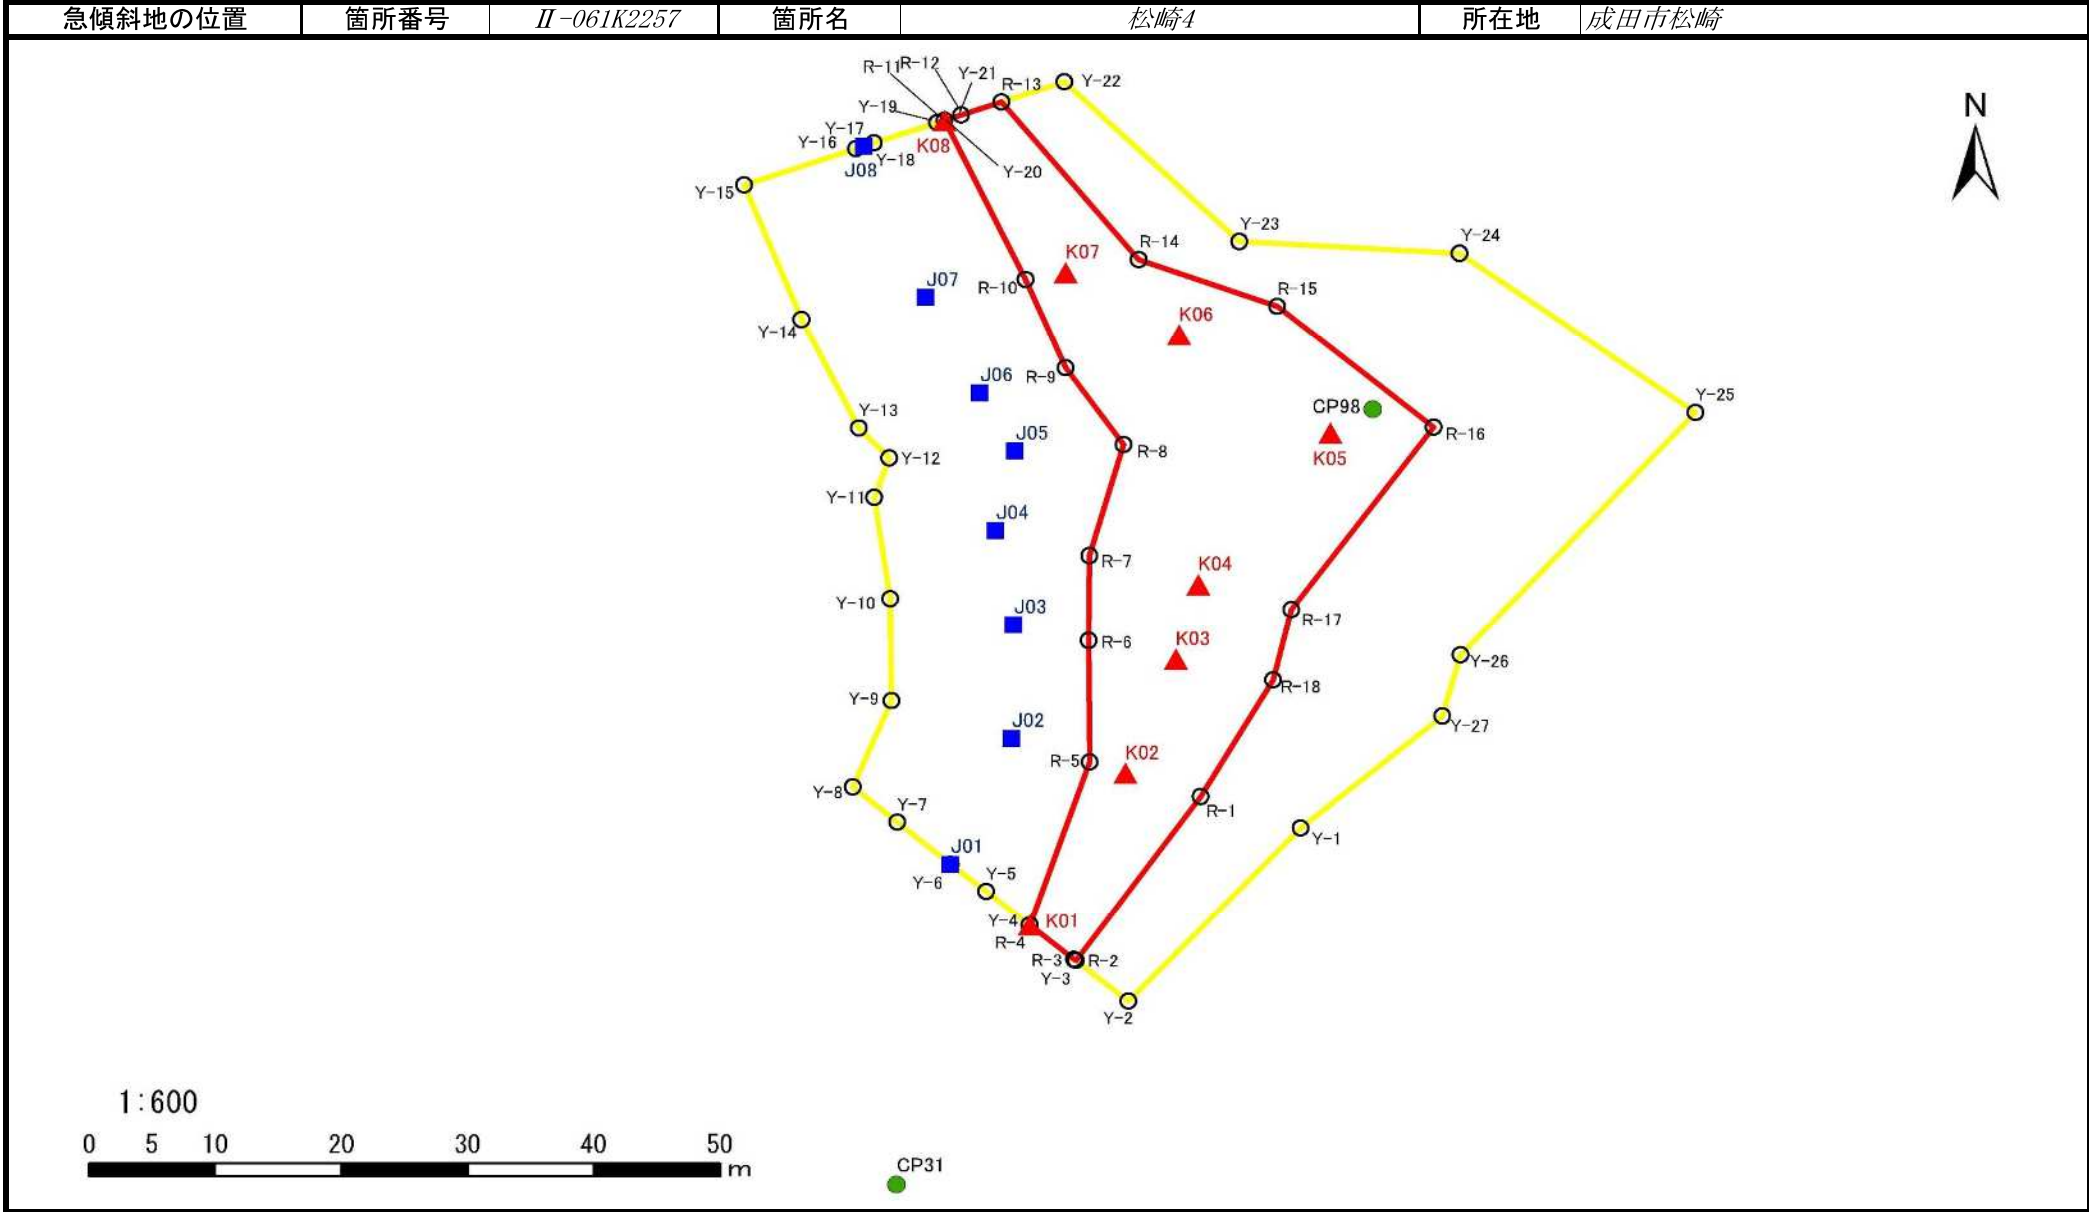 急傾斜地の位置 箇所番号 Ⅱ-061K2257 箇所名 松崎4 所在地 成田市松崎
R-11 R-12 Y-21 R-13 Y-22
N
Y-19
Y-17
Y-16 K08
J08 Y-18
Y-20
Y-15
Y-23
Y-24
R-14
K07
J07 R-10
R-15
K06
Y-14
J06 R-9
Y-25
CP98
Y-13
J05 R-16
R-8
Y-12 K05
Y-11
J04
R-7 K04
Y-10 J03
R-17
R-6 K03
Y-26
R-18
Y-9
J02 Y-27
R-5 K02
Y-8
Y-7 R-1
Y-1
J01
Y-6 Y-5
Y-4 K01
R-4
R-3 R-2
Y-3
Y-2
1:600
0 5 10 20 30 40 50
m
CP31